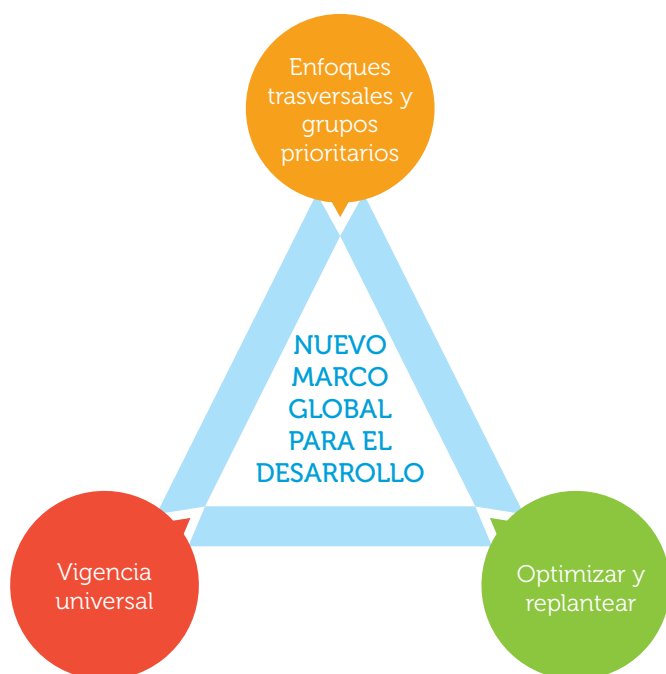 Enfoques
trasversales y
grupos
prioritarios
NUEVO
MARCO
GLOBAL
PARA EL
DESARROLLO
Vigencia
universal
Optimizar y
replantear